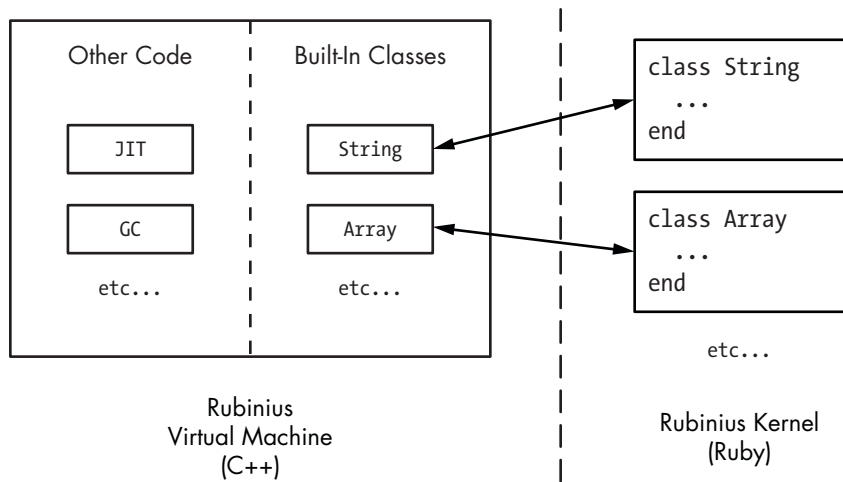 Other Code
JIT
GC
etc...
Built-In Classes
String
Array
etc...
Rubinius
Virtual Machine
(C++)
class String
...
end
class Array
...
end
etc...
Rubinius Kernel
(Ruby)